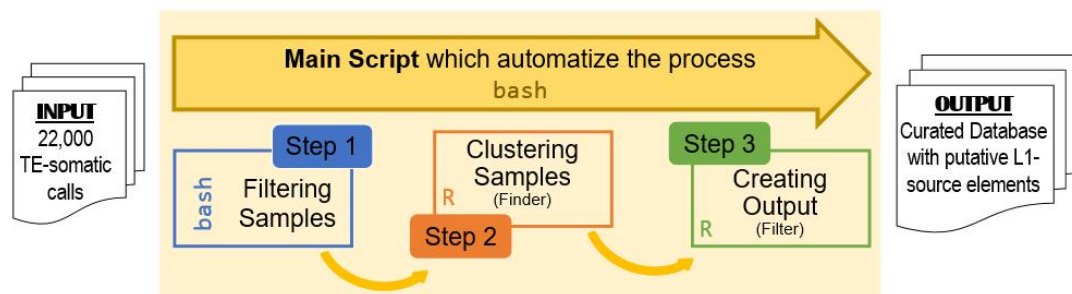 INPUT
22,000
TE-somatic
calls
Main Script which automatize the process
bash
Step 1
bash
Filtering
Samples
Clustering
Samples
(Finder)
R
Step 2
Step 3
Creating
Output
(Filter)
R
OUTPUT
Curated Database
with putative L1-
source elements